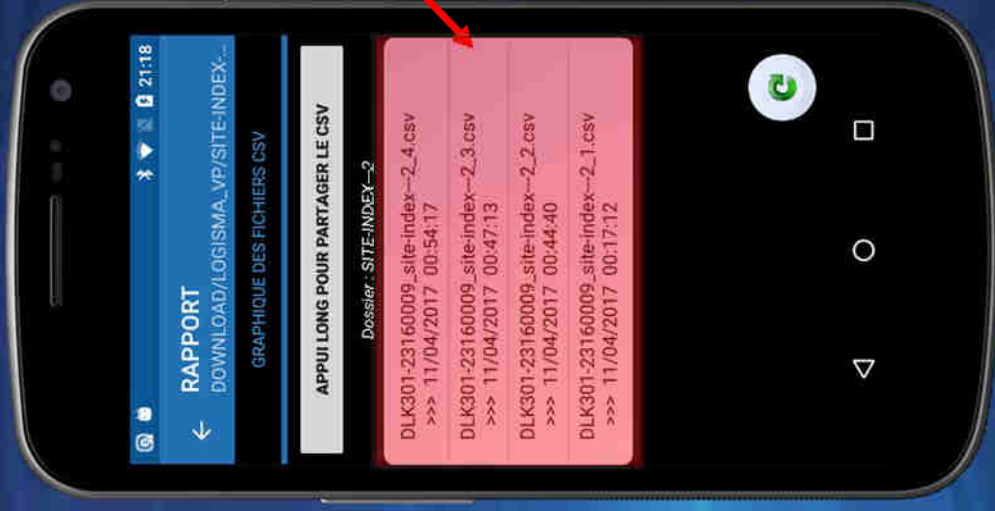 21:18
RAPPORT
DOWNLOAD/LOGISMA_VP/SITE-INDEX-...
GRAPHIQUE DES FICHIERS CSV
APPUI LONG POUR PARTAGER LE CSV
Dossier : SITE-INDEX---2
DLK301-23160009_site-index---2_4.csv
>>> 11/04/2017 00:54:17
DLK301-23160009_site-index---2_3.csv
>>> 11/04/2017 00:47:13
DLK301-23160009_site-index---2_2.csv
>>> 11/04/2017 00:44:40
DLK301-23160009_site-index---2_1.csv
>>> 11/04/2017 00:17:12